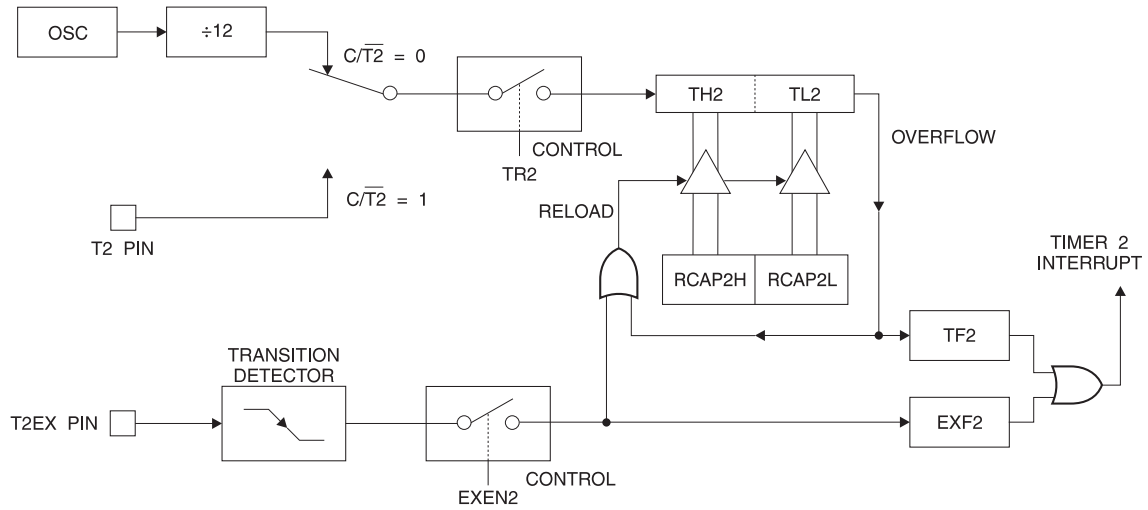 OSC
÷12
C/T2̅ = 0
TH2
TL2
OVERFLOW
CONTROL
TR2
C/T2̅ = 1
RELOAD
T2 PIN
TIMER 2
INTERRUPT
RCAP2H
RCAP2L
TF2
TRANSITION
DETECTOR
T2EX PIN
EXF2
CONTROL
EXEN2